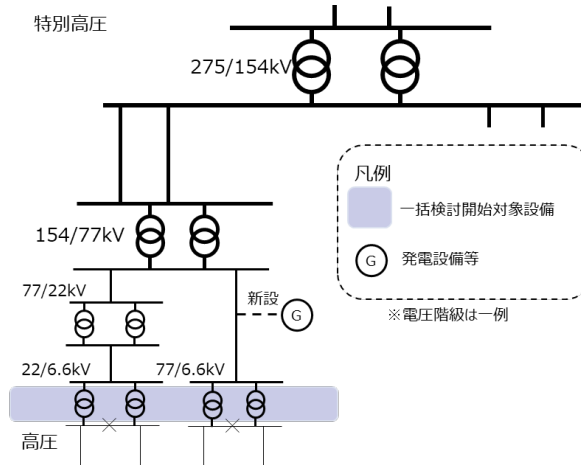 特別高圧
275/154kV
凡例
一括検討開始対象設備
G
発電設備等
※電圧階級は一例
154/77kV
77/22kV
新設
G
22/6.6kV
77/6.6kV
高圧